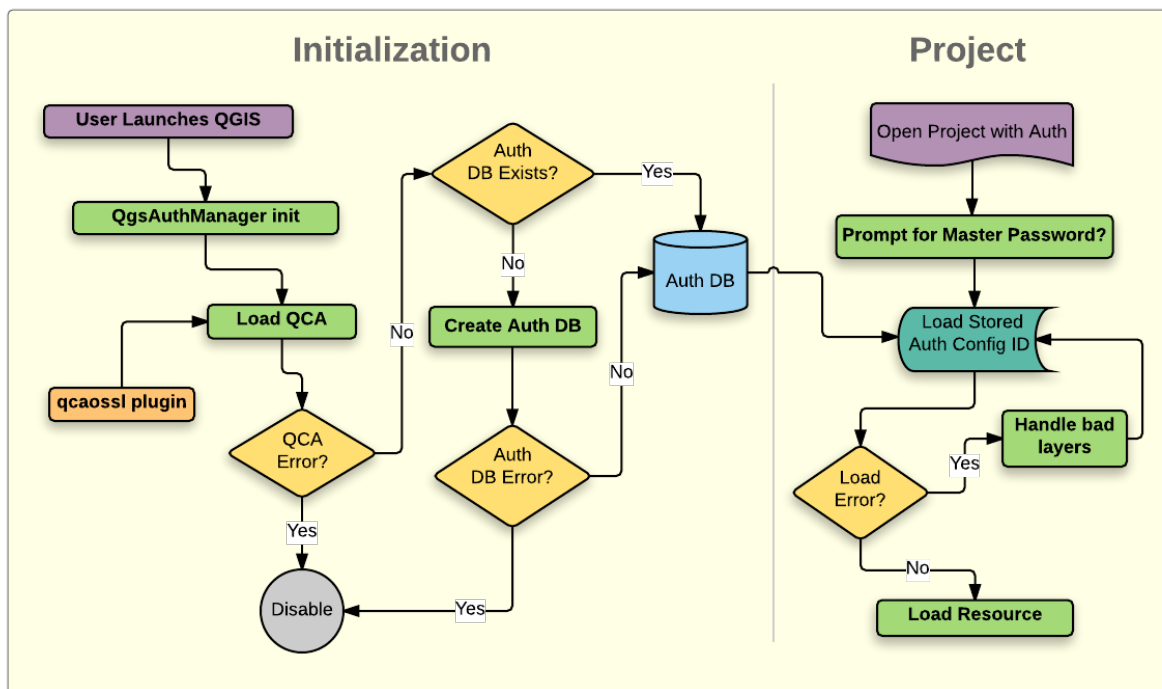 Initialization
User Launches QGIS
QgsAuthManager init
Load QCA
qcaossl plugin
QCA
Error?
Yes
Disable
No
Auth
DB Exists?
Yes
No
Create Auth DB
Auth
DB Error?
No
Yes
Auth DB
Project
Open Project with Auth
Prompt for Master Password?
Load Stored
Auth Config ID
Load
Error?
Yes
Handle bad
layers
No
Load Resource